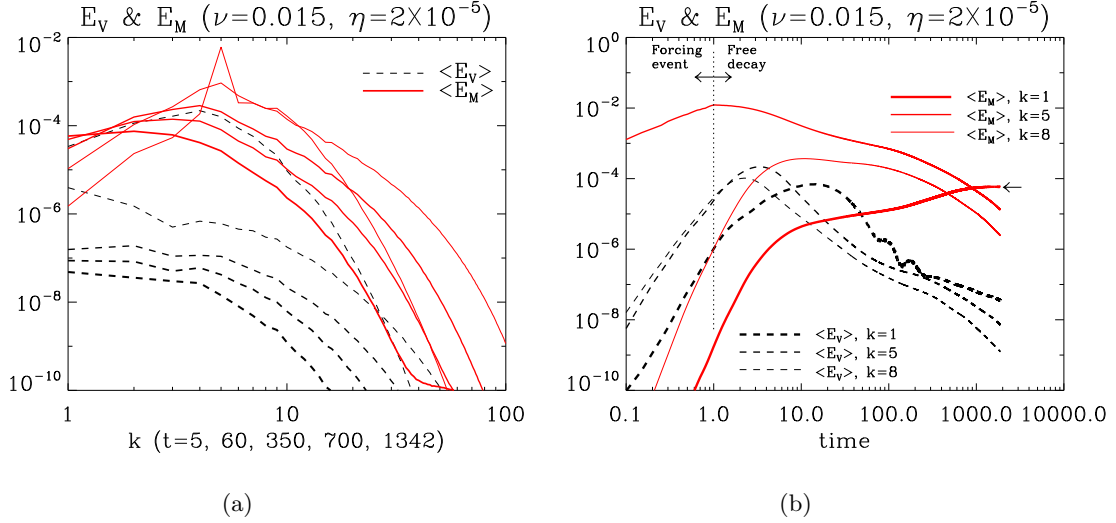 E_V & E_M (ν=0.015, η=2×10^-5)
10^-2
10^-4
10^-6
10^-8
10^-10
<E_V>
<E_M>
1
10
100
k (t=5, 60, 350, 700, 1342)
(a)
E_V & E_M (ν=0.015, η=2×10^-5)
10^0
10^-2
10^-4
10^-6
10^-8
10^-10
Forcing
event
Free
decay
<E_M>, k=1
<E_M>, k=5
<E_M>, k=8
<E_V>, k=1
<E_V>, k=5
<E_V>, k=8
0.1
1.0
10.0
100.0
1000.0
10000.0
time
(b)